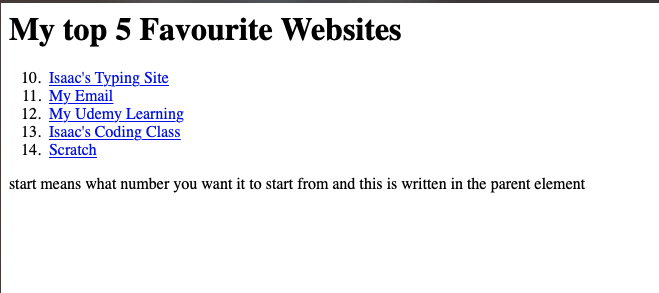 My top 5 Favourite Websites
10. Isaac's Typing Site
11. My Email
12. My Udemy Learning
13. Isaac's Coding Class
14. Scratch
start means what number you want it to start from and this is written in the parent element